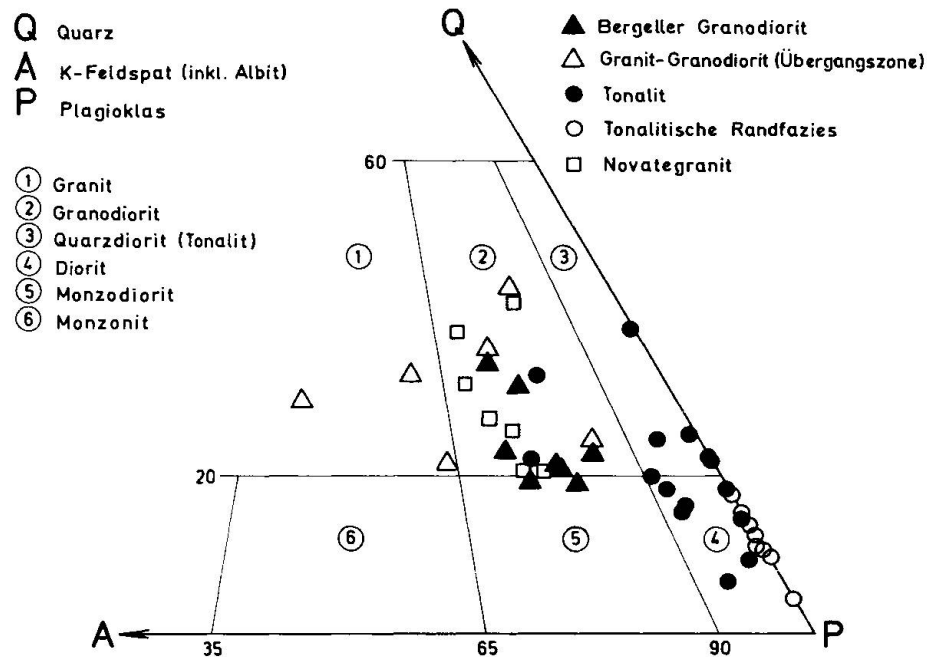 Q Quarz
A K-Feldspat (inkl. Albit)
P Plagioklas
1 Granit
2 Granodiorit
3 Quarzdiorit (Tonalit)
4 Diorit
5 Monzodiorit
6 Monzonit
Bergeller Granodiorit
Granit-Granodiorit (Übergangszone)
Tonalit
Tonalitische Randfazies
Novategranit
Q
60
1 2 3
20
6 5 4
A P
35 65 90